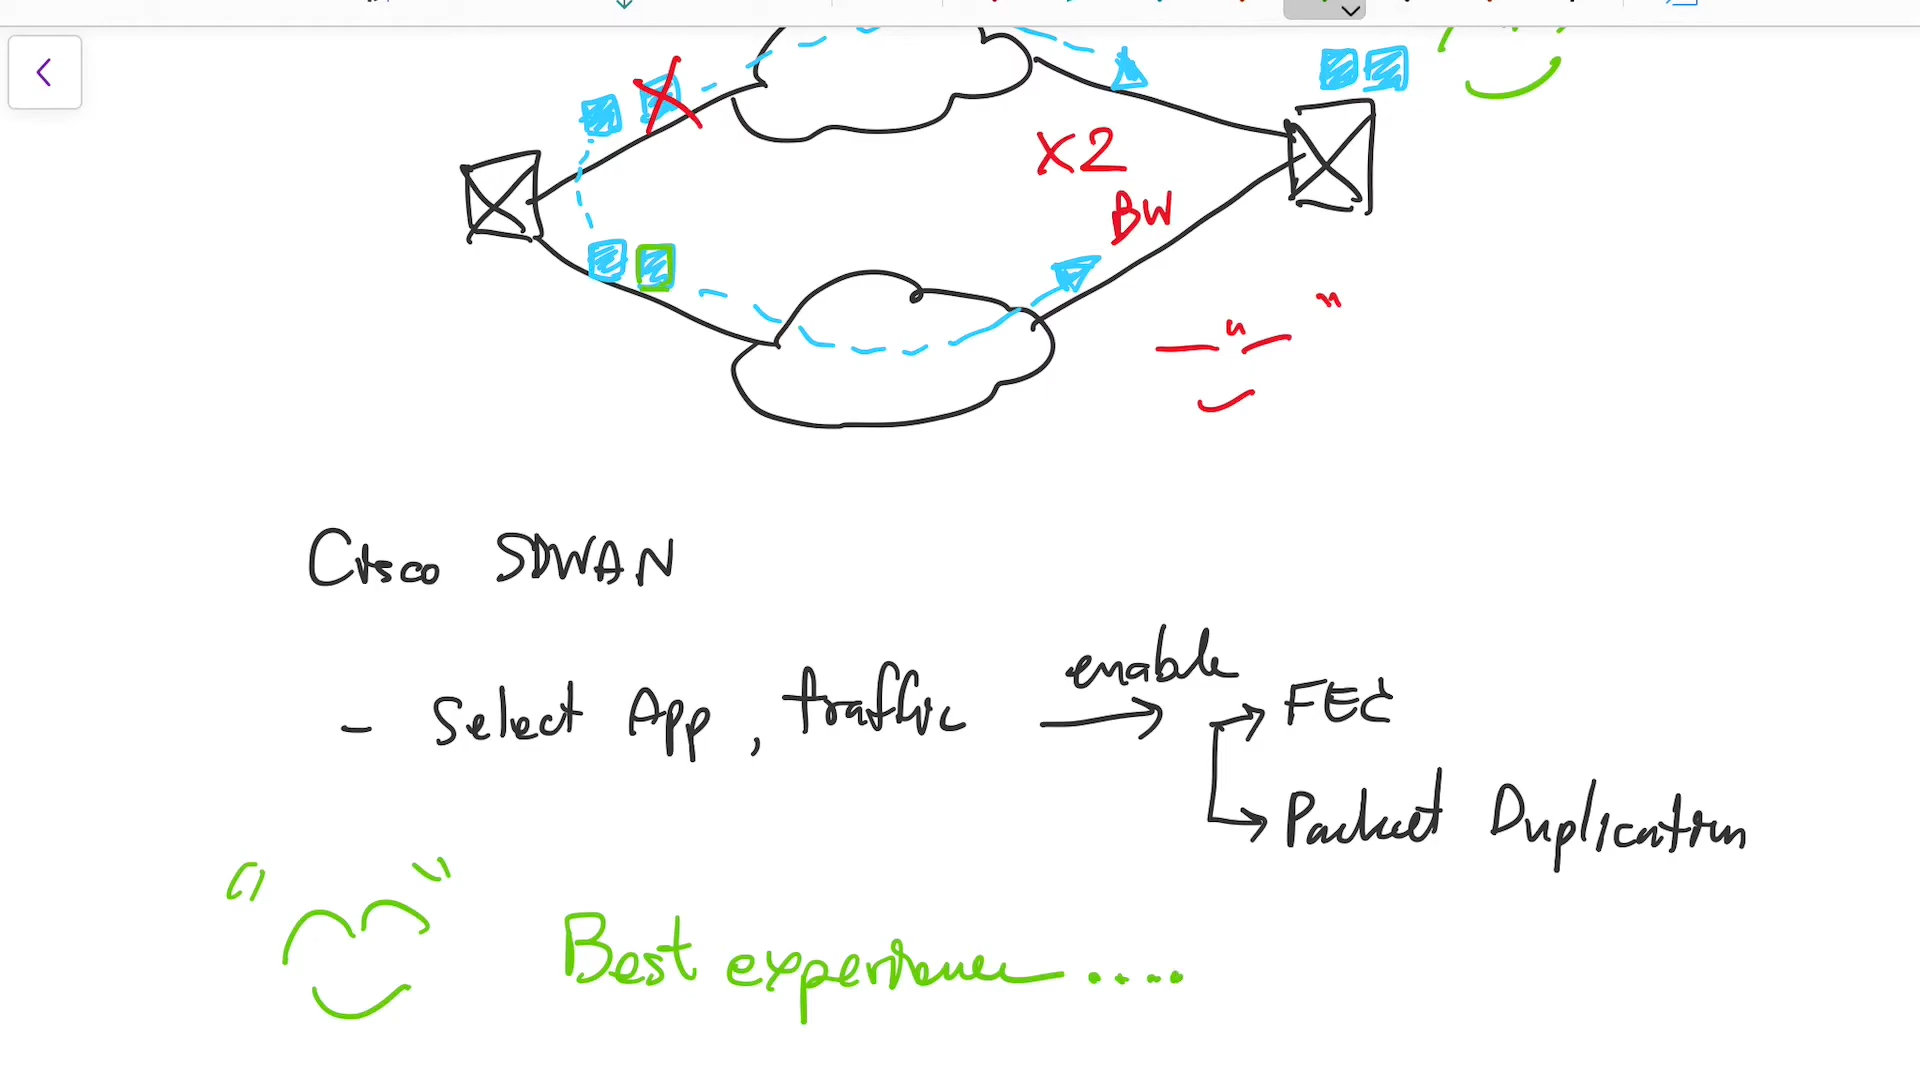 X2
BW
Cisco SDWAN
- Select App, traffic enable → FEC
Packet Duplication
Best experience ....